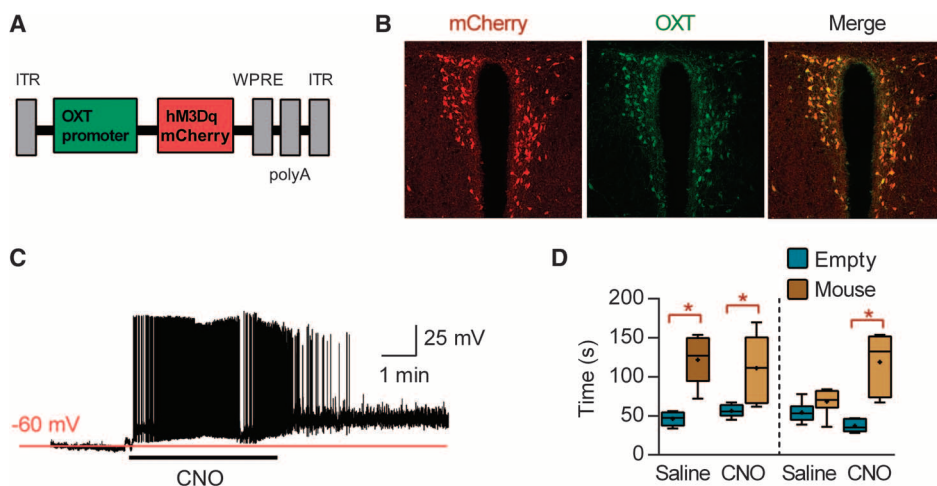 A
ITR
WPRE
ITR
OXT
promoter
hM3Dq
mCherry
polyA
B
mCherry
OXT
Merge
C
25 mV
1 min
-60 mV
CNO
D
Empty
Mouse
200
*
*
*
150
100
50
0
Time (s)
Saline
CNO
Saline
CNO